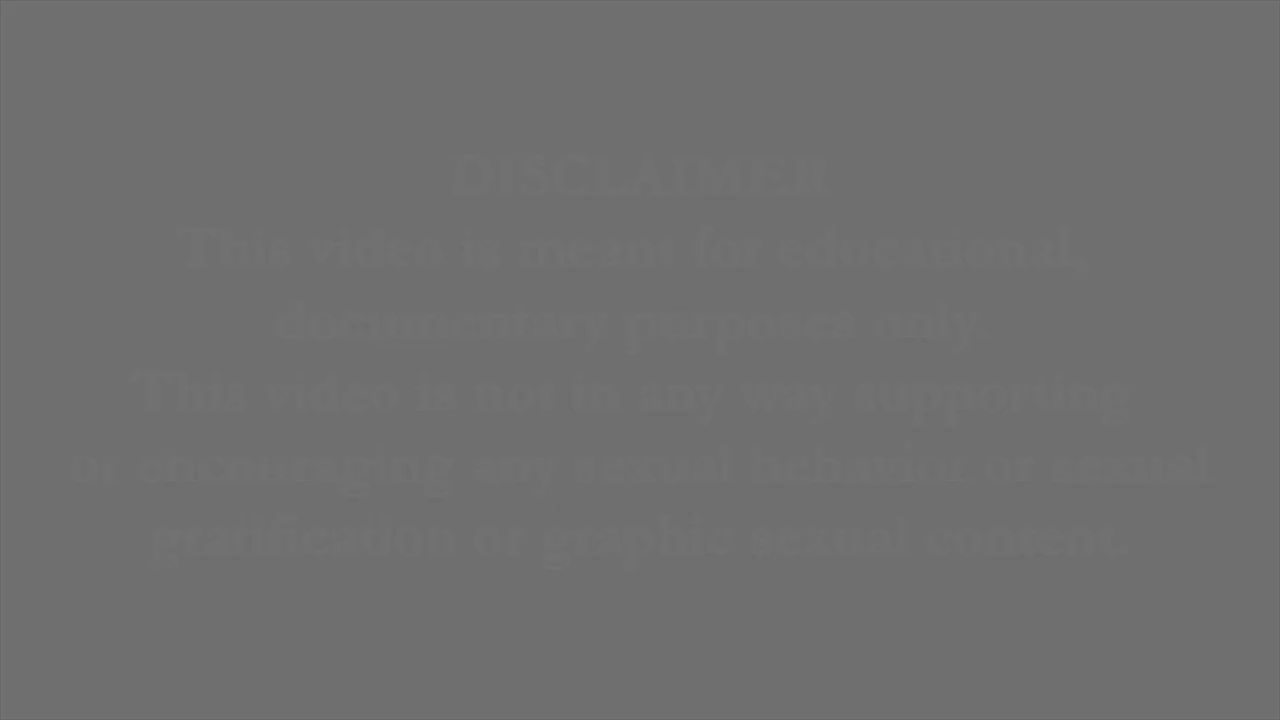 DISCLAIMER
This video is meant for educational,
documentary purposes only
This video is not in any way supporting
or encouraging any sexual behavior or sexual
gratification or graphic sexual content.